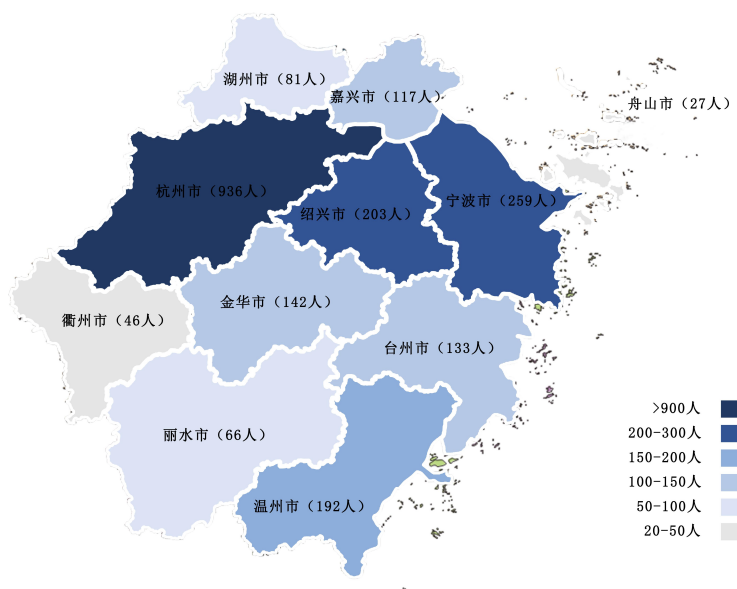 湖州市（81人）
嘉兴市（117人）
舟山市（27人）
杭州市（936人）
绍兴市（203人）
宁波市（259人）
金华市（142人）
衢州市（46人）
台州市（133人）
丽水市（66人）
温州市（192人）
>900人
200-300人
150-200人
100-150人
50-100人
20-50人